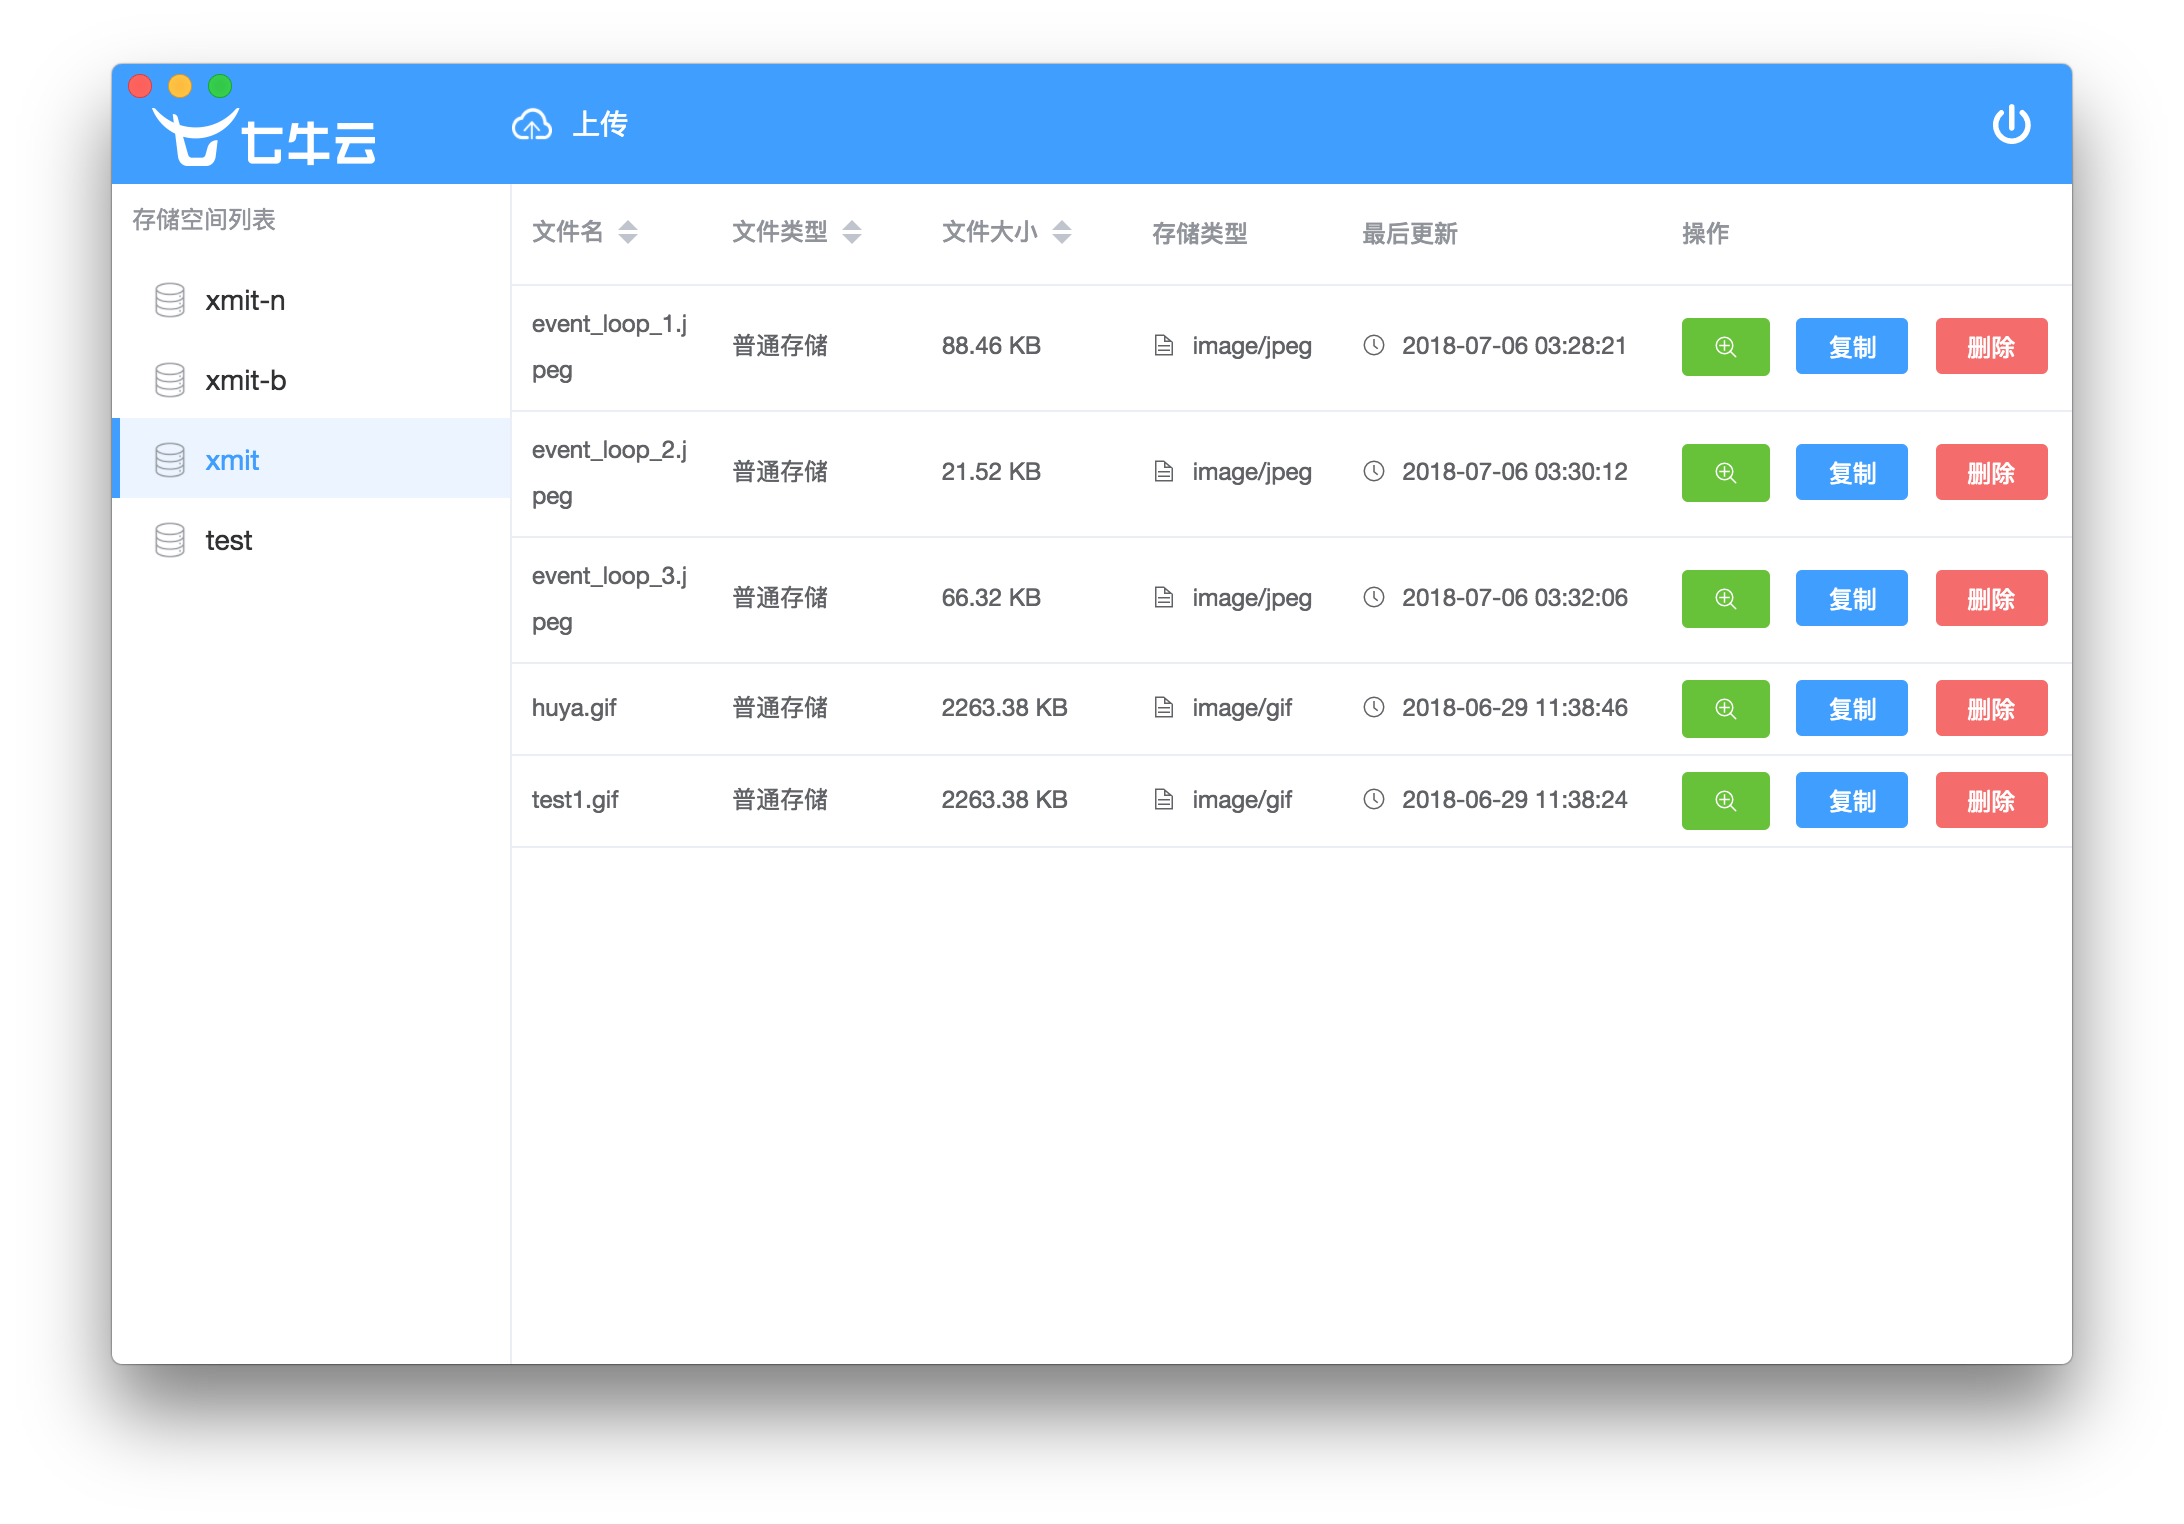 七牛云
上传
存储空间列表
xmit-n
xmit-b
xmit
test
文件名 文件类型 文件大小 存储类型 最后更新 操作
event_loop_1.j
peg
普通存储 88.46 KB image/jpeg 2018-07-06 03:28:21 复制 删除
event_loop_2.j
peg
普通存储 21.52 KB image/jpeg 2018-07-06 03:30:12 复制 删除
event_loop_3.j
peg
普通存储 66.32 KB image/jpeg 2018-07-06 03:32:06 复制 删除
huya.gif 普通存储 2263.38 KB image/gif 2018-06-29 11:38:46 复制 删除
test1.gif 普通存储 2263.38 KB image/gif 2018-06-29 11:38:24 复制 删除